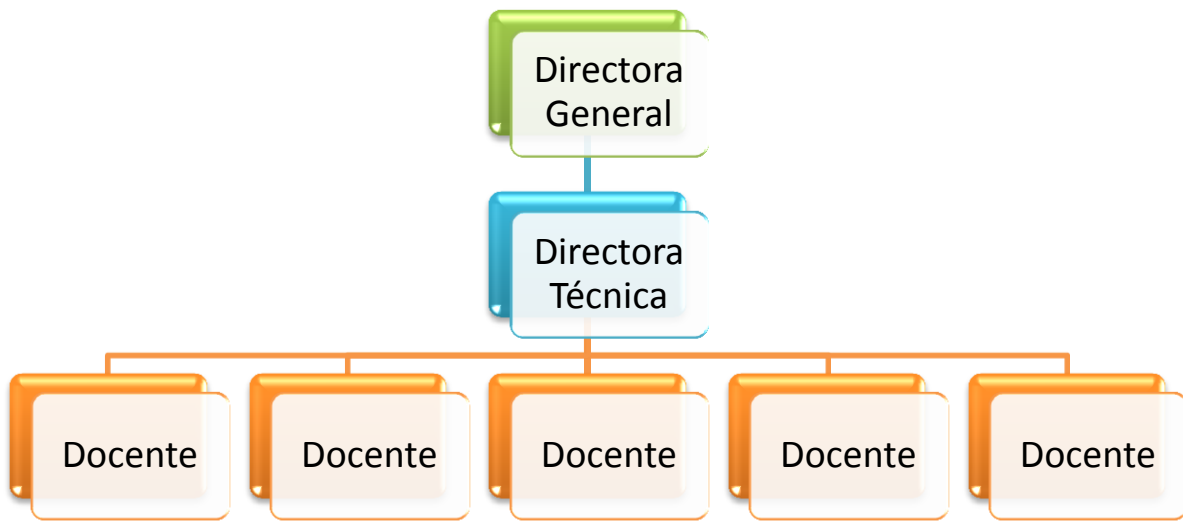 Directora
General
Directora
Técnica
Docente
Docente
Docente
Docente
Docente